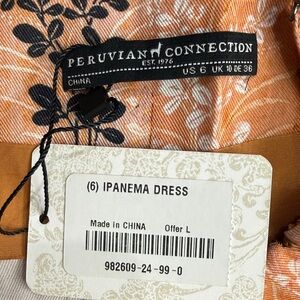 PERUVIAN CONNECTION
EST. 1976
CHINA
US 6 UK 10 DE 36
(6) IPANEMA DRESS
Made in CHINA Offer L
982609-24-99-0